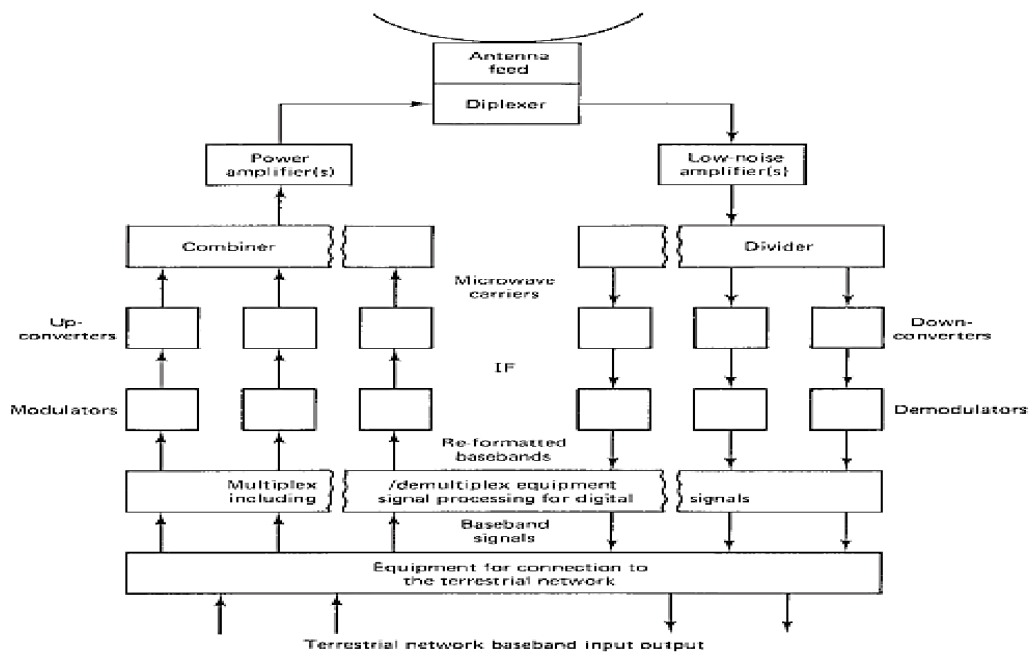 Antenna
feed
Diplexer
Power
amplifier(s)
Low-noise
amplifier(s)
Combiner
Divider
Microwave
carriers
Up-
converters
Down-
converters
IF
Modulators
Demodulators
Re-formatted
basebands
Multiplex /demultiplex equipment
including signal processing for digital signals
Baseband
signals
Equipment for connection to
the terrestrial network
Terrestrial network baseband input output